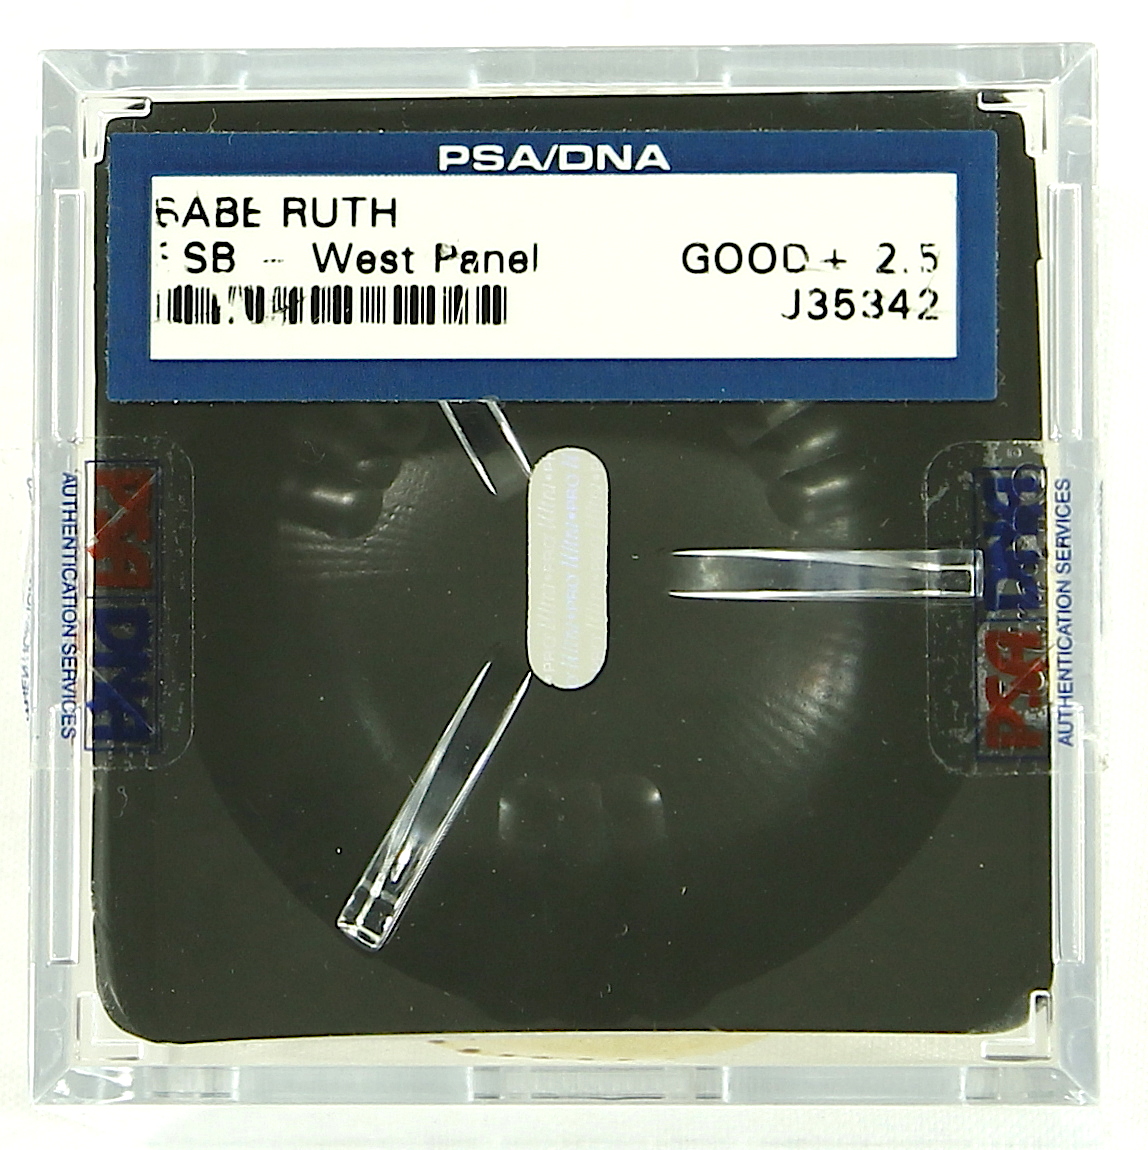 PSA/DNA
BABE RUTH
SB - West Panel
GOOD + 2.5
J35342
PSA DNA
AUTHENTICATION SERVICES
PSA DNA
AUTHENTICATION SERVICES